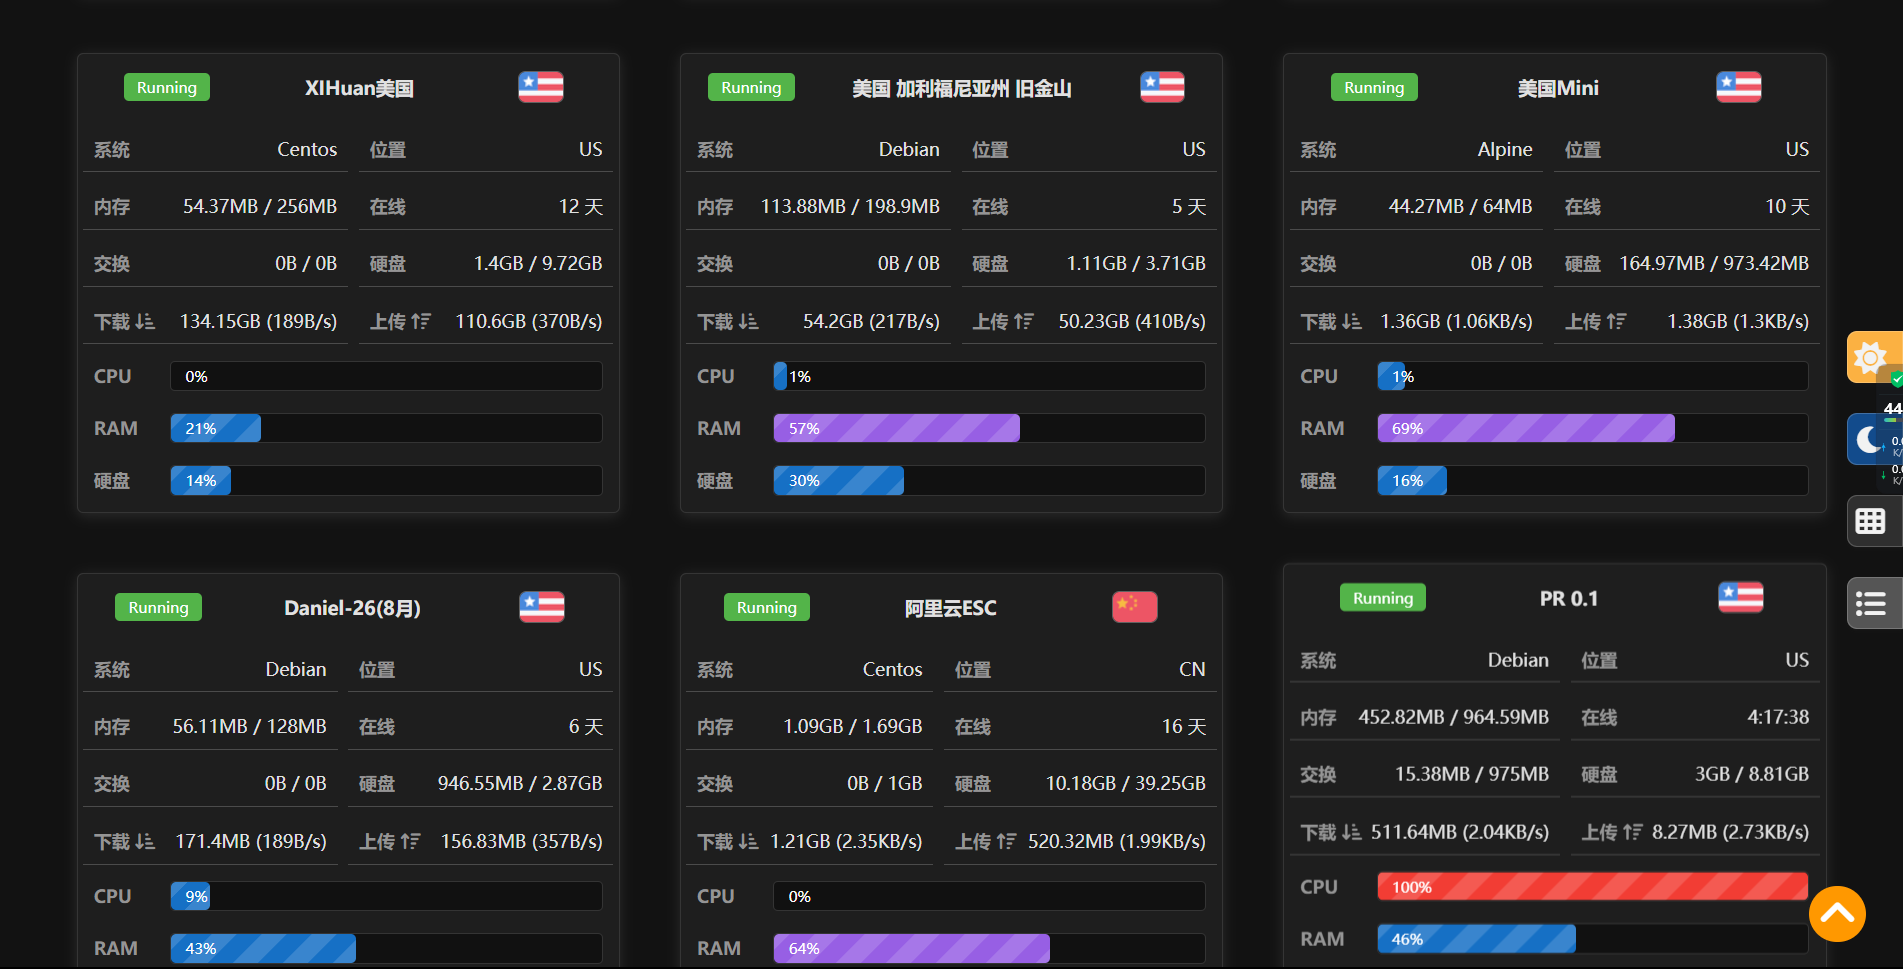 Running XIHuan美国
系统 Centos 位置 US
内存 54.37MB / 256MB 在线 12 天
交换 0B / 0B 硬盘 1.4GB / 9.72GB
下载 134.15GB (189B/s) 上传 110.6GB (370B/s)
CPU 0%
RAM 21%
硬盘 14%
Running 美国 加利福尼亚州 旧金山
系统 Debian 位置 US
内存 113.88MB / 198.9MB 在线 5 天
交换 0B / 0B 硬盘 1.11GB / 3.71GB
下载 54.2GB (217B/s) 上传 50.23GB (410B/s)
CPU 1%
RAM 57%
硬盘 30%
Running 美国Mini
系统 Alpine 位置 US
内存 44.27MB / 64MB 在线 10 天
交换 0B / 0B 硬盘 164.97MB / 973.42MB
下载 1.36GB (1.06KB/s) 上传 1.38GB (1.3KB/s)
CPU 1%
RAM 69%
硬盘 16%
Running Daniel-26(8月)
系统 Debian 位置 US
内存 56.11MB / 128MB 在线 6 天
交换 0B / 0B 硬盘 946.55MB / 2.87GB
下载 171.4MB (189B/s) 上传 156.83MB (357B/s)
CPU 9%
RAM 43%
Running 阿里云ESC
系统 Centos 位置 CN
内存 1.09GB / 1.69GB 在线 16 天
交换 0B / 1GB 硬盘 10.18GB / 39.25GB
下载 1.21GB (2.35KB/s) 上传 520.32MB (1.99KB/s)
CPU 0%
RAM 64%
Running PR 0.1
系统 Debian 位置 US
内存 452.82MB / 964.59MB 在线 4:17:38
交换 15.38MB / 975MB 硬盘 3GB / 8.81GB
下载 511.64MB (2.04KB/s) 上传 8.27MB (2.73KB/s)
CPU 100%
RAM 46%
44